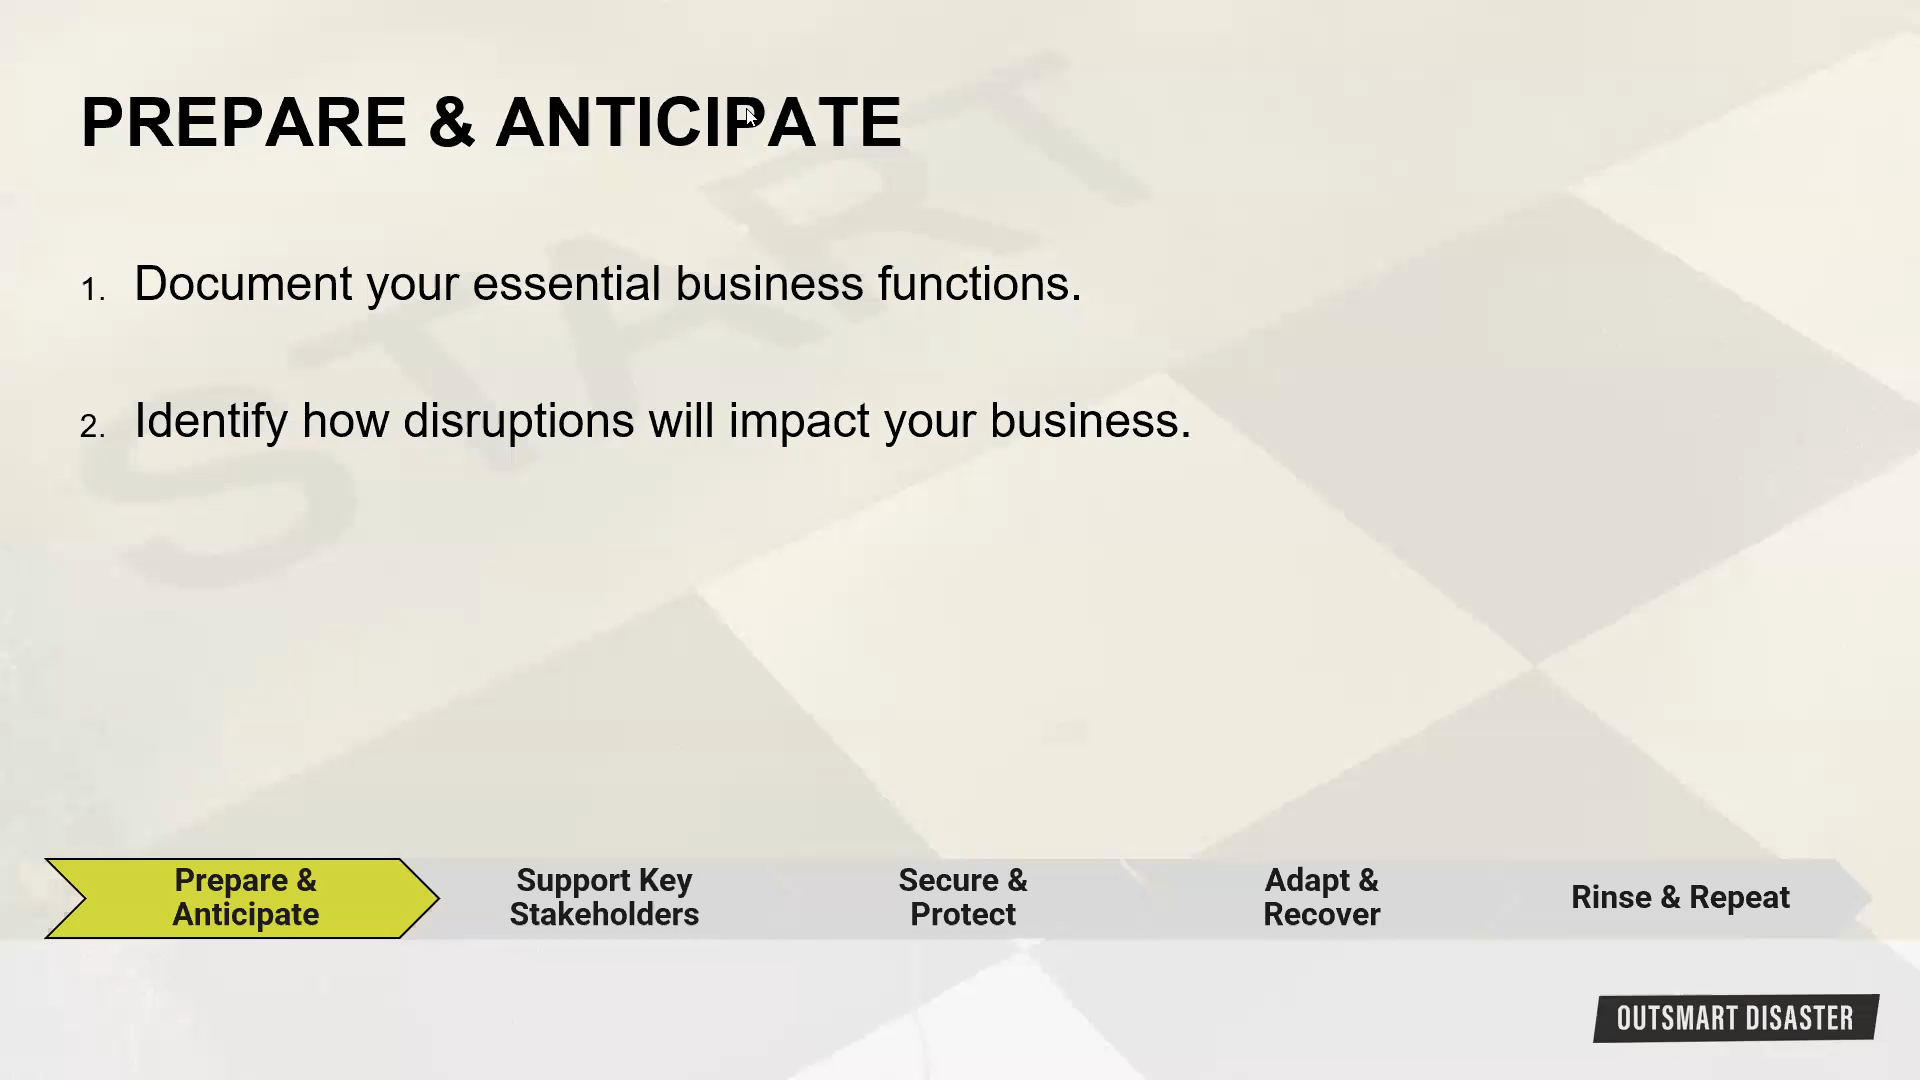 START
PREPARE & ANTICIPATE
1. Document your essential business functions.
2. Identify how disruptions will impact your business.
Prepare &
Anticipate
Support Key
Stakeholders
Secure &
Protect
Adapt &
Recover
Rinse & Repeat
OUTSMART DISASTER